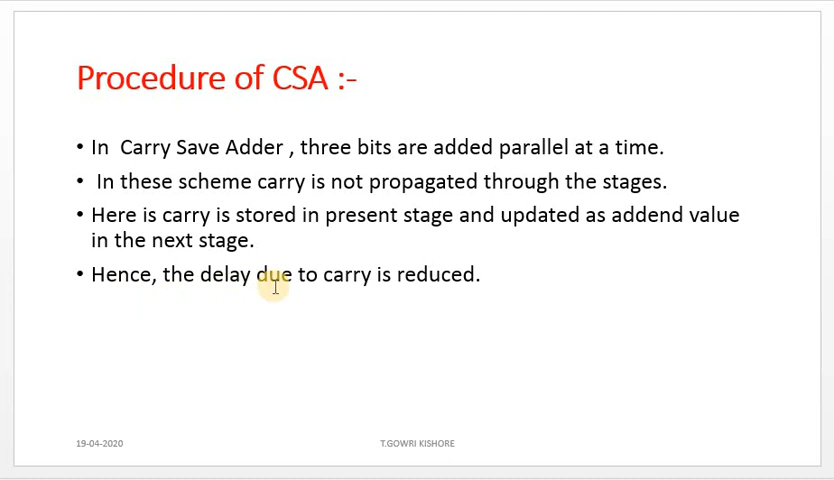 Procedure of CSA :-
• In Carry Save Adder , three bits are added parallel at a time.
• In these scheme carry is not propagated through the stages.
• Here is carry is stored in present stage and updated as addend value
in the next stage.
• Hence, the delay due to carry is reduced.
19-04-2020
T.GOWRI KISHORE